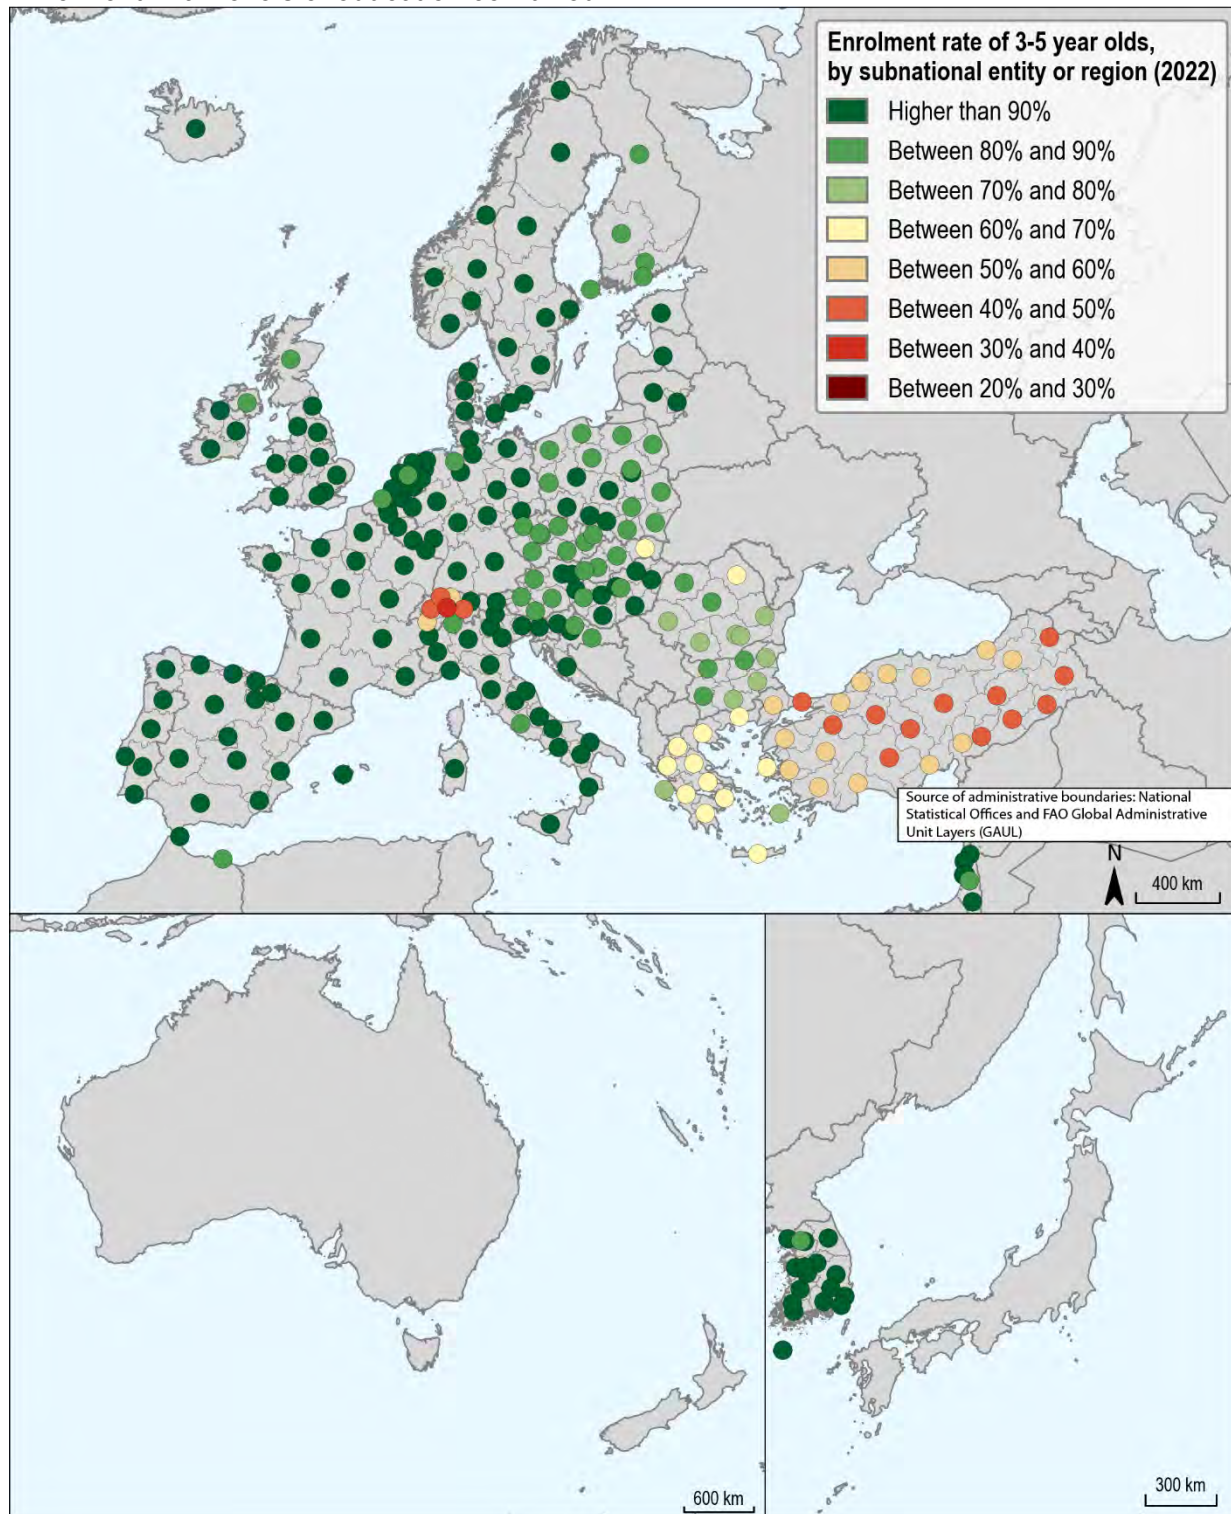 Enrolment rate of 3-5 year olds,
by subnational entity or region (2022)
Higher than 90%
Between 80% and 90%
Between 70% and 80%
Between 60% and 70%
Between 50% and 60%
Between 40% and 50%
Between 30% and 40%
Between 20% and 30%
Source of administrative boundaries: National
Statistical Offices and FAO Global Administrative
Unit Layers (GAUL)
N
400 km
600 km
300 km